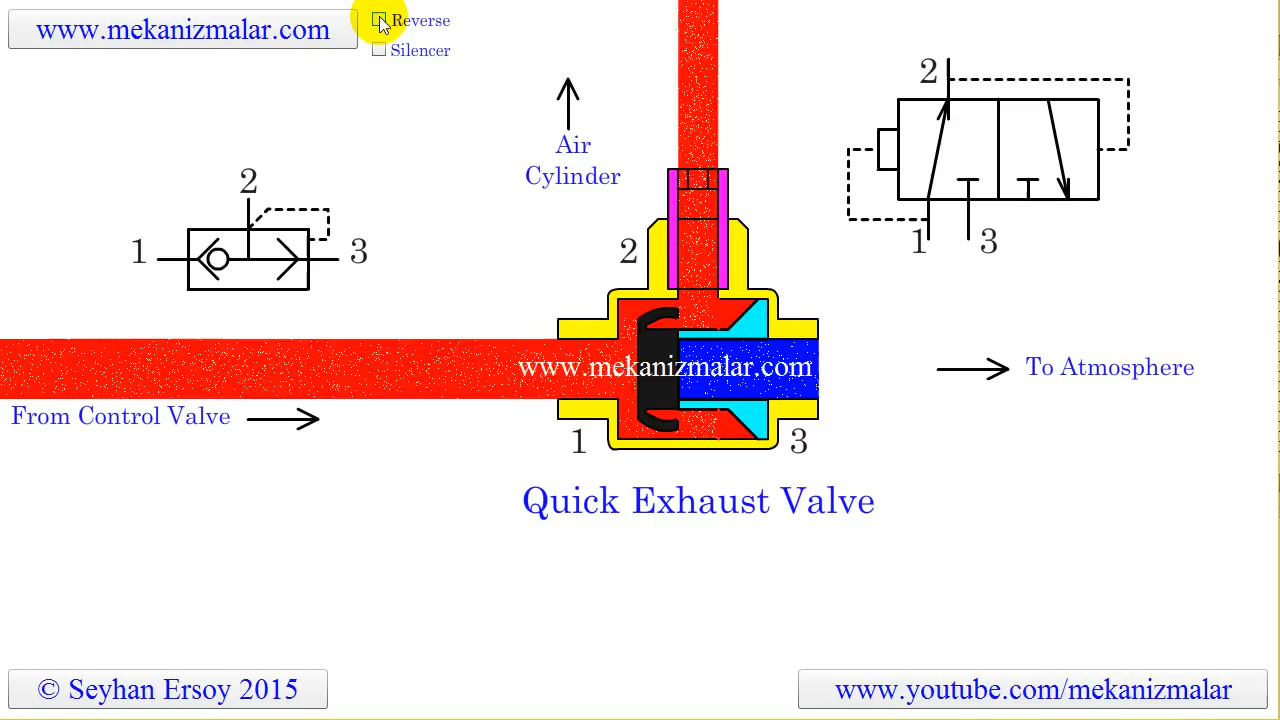 www.mekanizmalar.com
Reverse
Silencer
2
Air
Cylinder
2
1
3
1
3
2
www.mekanizmalar.com
To Atmosphere
From Control Valve
1
3
Quick Exhaust Valve
© Seyhan Ersoy 2015
www.youtube.com/mekanizmalar